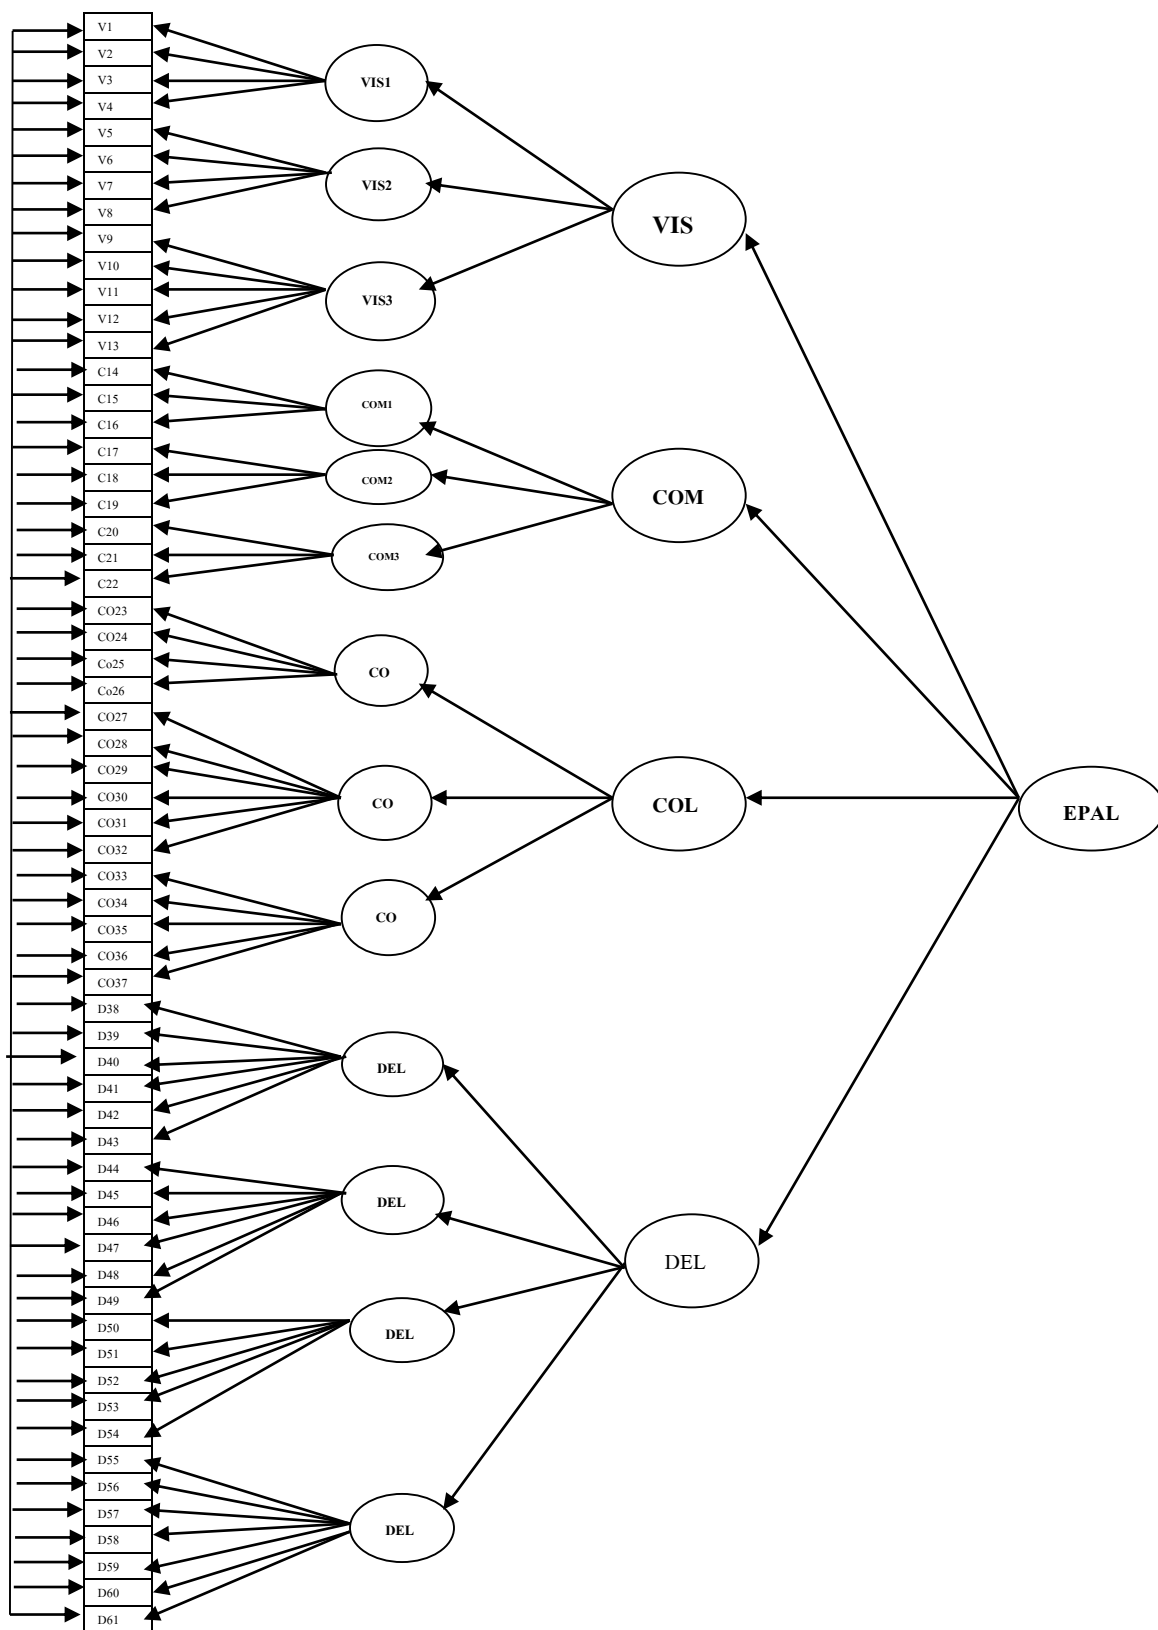 V1
V2
V3
V4
V5
V6
V7
V8
V9
V10
V11
V12
V13
C14
C15
C16
C17
C18
C19
C20
C21
C22
CO23
CO24
Co25
Co26
CO27
CO28
CO29
CO30
CO31
CO32
CO33
CO34
CO35
CO36
CO37
D38
D39
D40
D41
D42
D43
D44
D45
D46
D47
D48
D49
D50
D51
D52
D53
D54
D55
D56
D57
D58
D59
D60
D61
VIS1
VIS2
VIS3
COM1
COM2
COM3
CO
CO
CO
DEL
DEL
DEL
DEL
VIS
COM
COL
DEL
EPAL